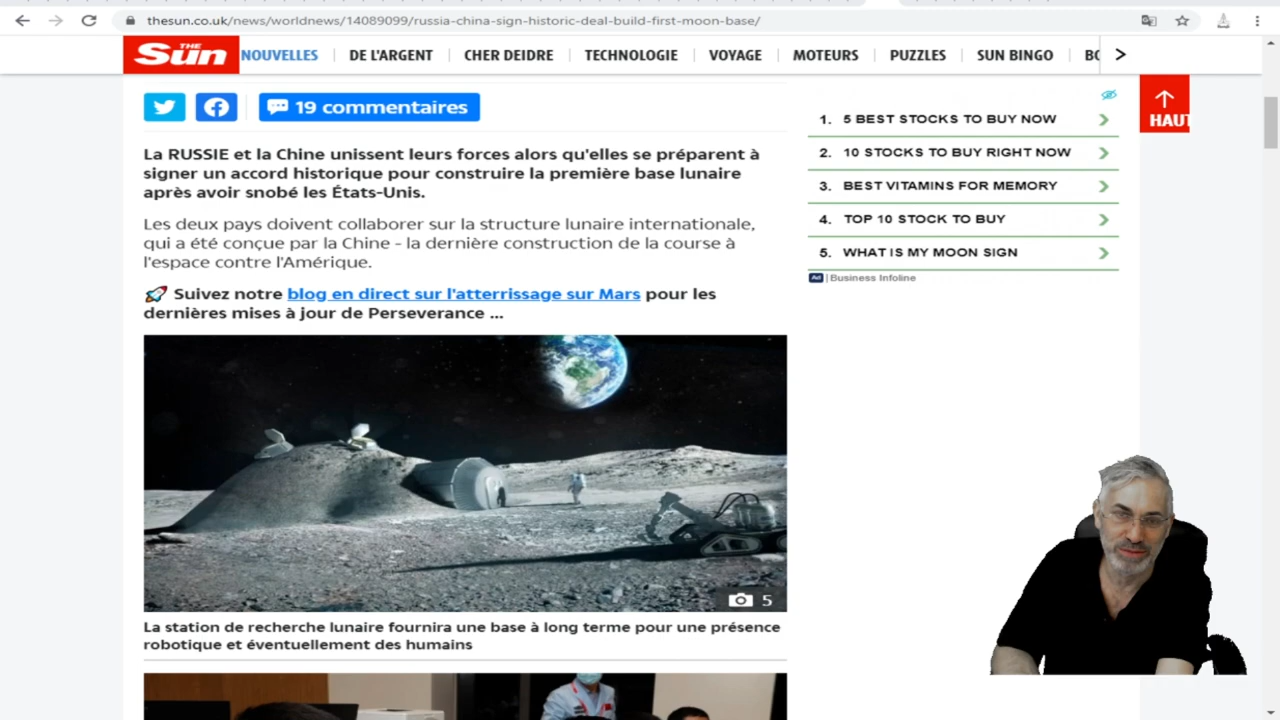 thesun.co.uk/news/worldnews/14089099/russia-china-sign-historic-deal-build-first-moon-base/
THE Sun
NOUVELLES DE L'ARGENT CHER DEIDRE TECHNOLOGIE VOYAGE MOTEURS PUZZLES SUN BINGO BO
19 commentaires
La RUSSIE et la Chine unissent leurs forces alors qu'elles se préparent à
signer un accord historique pour construire la première base lunaire
après avoir snobé les États-Unis.
Les deux pays doivent collaborer sur la structure lunaire internationale,
qui a été conçue par la Chine - la dernière construction de la course à
l'espace contre l'Amérique.
🚀 Suivez notre blog en direct sur l'atterrissage sur Mars pour les
dernières mises à jour de Perseverance ...
5
La station de recherche lunaire fournira une base à long terme pour une présence
robotique et éventuellement des humains
1. 5 BEST STOCKS TO BUY NOW
2. 10 STOCKS TO BUY RIGHT NOW
3. BEST VITAMINS FOR MEMORY
4. TOP 10 STOCK TO BUY
5. WHAT IS MY MOON SIGN
Ad | Business Infoline
HAUT